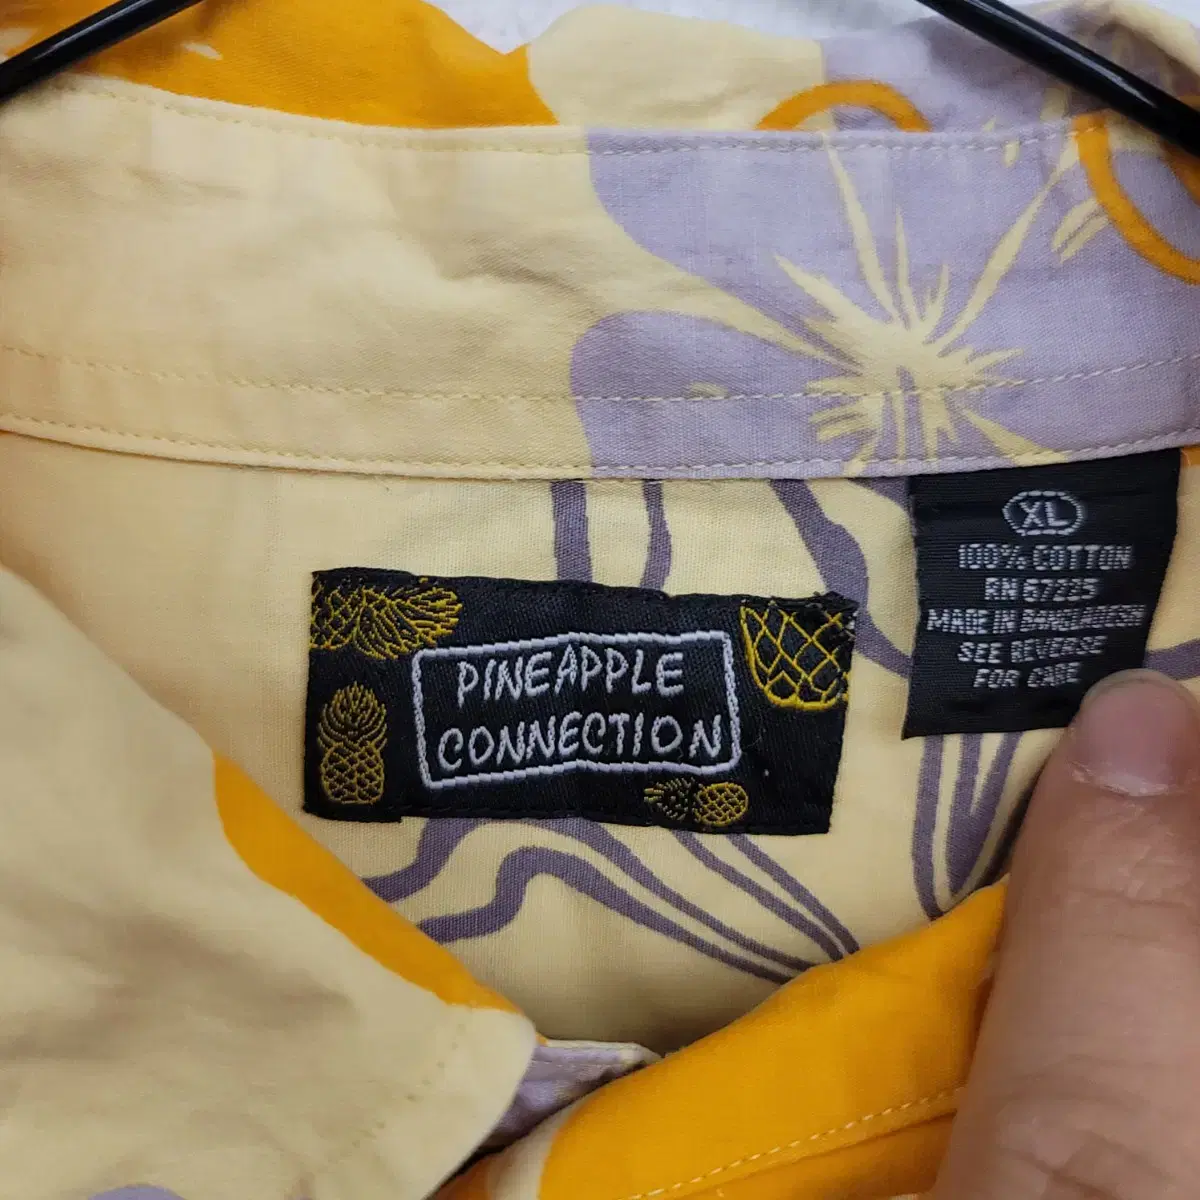 PINEAPPLE
CONNECTION
XL
100% COTTON
RN 67225
MADE IN BANGLADESH
SEE REVERSE
FOR CARE